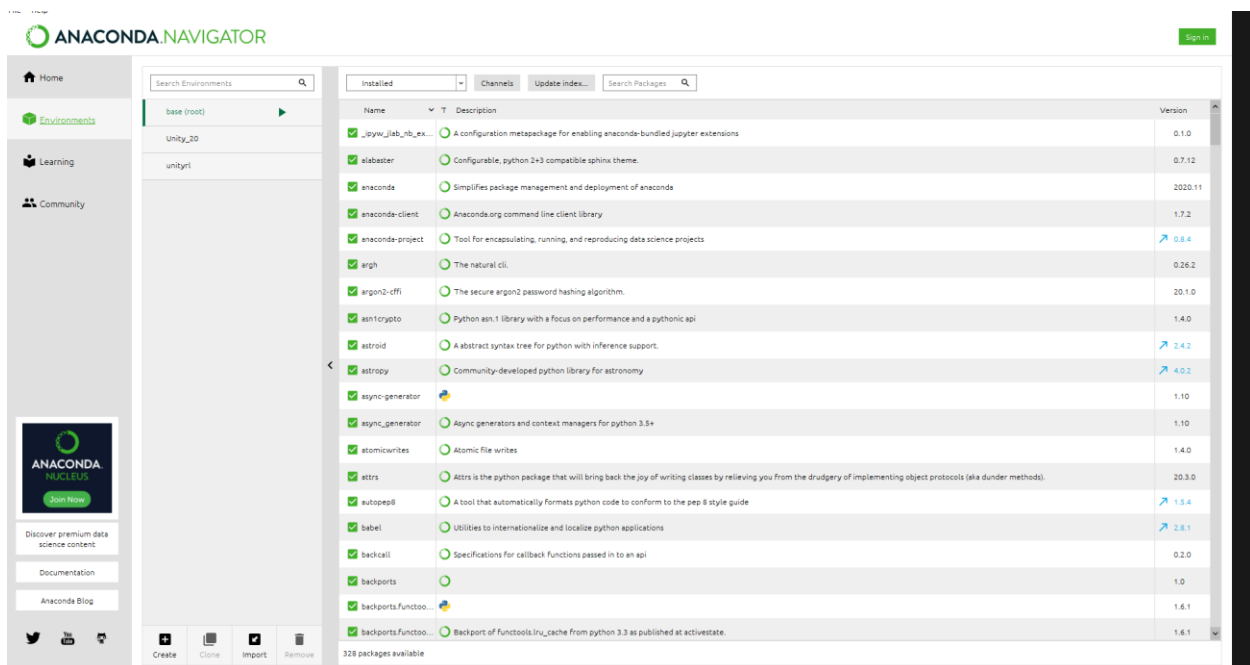 ANACONDA.NAVIGATOR
Sign in
Home
Environments
Learning
Community
ANACONDA.
NUCLEUS
Join Now
Discover premium data
science content
Documentation
Anaconda Blog
Search Environments
base (root)
Unity_20
unityrl
Create Clone Import Remove
Installed Channels Update index... Search Packages
Name T Description Version
_ipyw_jlab_nb_ex... A configuration metapackage for enabling anaconda-bundled jupyter extensions 0.1.0
alabaster Configurable, python 2+3 compatible sphinx theme. 0.7.12
anaconda Simplifies package management and deployment of anaconda 2020.11
anaconda-client Anaconda.org command line client library 1.7.2
anaconda-project Tool for encapsulating, running, and reproducing data science projects 0.8.4
argh The natural cli. 0.26.2
argon2-cffi The secure argon2 password hashing algorithm. 20.1.0
asn1crypto Python asn.1 library with a focus on performance and a pythonic api 1.4.0
astroid A abstract syntax tree for python with inference support. 2.4.2
astropy Community-developed python library for astronomy 4.0.2
async-generator 1.10
async_generator Async generators and context managers for python 3.5+ 1.10
atomicwrites Atomic file writes 1.4.0
attrs Attrs is the python package that will bring back the joy of writing classes by relieving you from the drudgery of implementing object protocols (aka dunder methods). 20.3.0
autopep8 A tool that automatically formats python code to conform to the pep 8 style guide 1.5.4
babel Utilities to internationalize and localize python applications 2.8.1
backcall Specifications for callback functions passed in to an api 0.2.0
backports 1.0
backports.functoo... 1.6.1
backports.functoo... Backport of functools.lru_cache from python 3.3 as published at activestate. 1.6.1
328 packages available